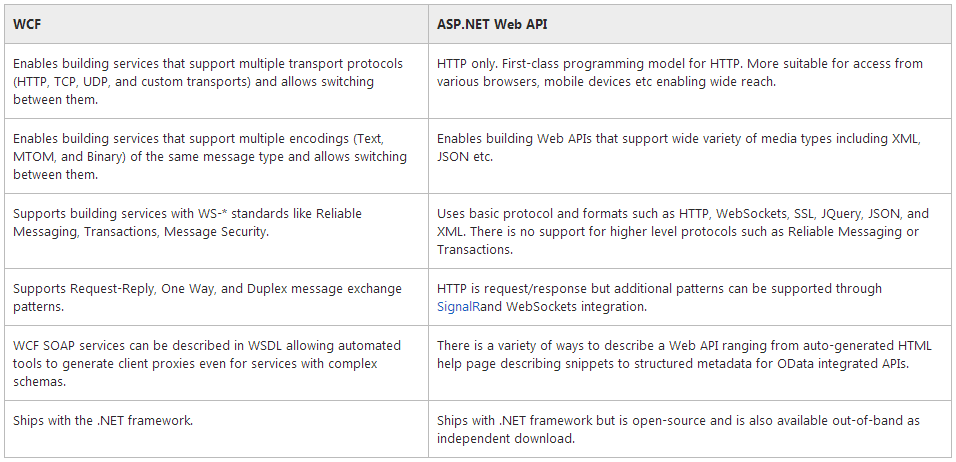 WCF
ASP.NET Web API
Enables building services that support multiple transport protocols
(HTTP, TCP, UDP, and custom transports) and allows switching
between them.
HTTP only. First-class programming model for HTTP. More suitable for access from
various browsers, mobile devices etc enabling wide reach.
Enables building services that support multiple encodings (Text,
MTOM, and Binary) of the same message type and allows switching
between them.
Enables building Web APIs that support wide variety of media types including XML,
JSON etc.
Supports building services with WS-* standards like Reliable
Messaging, Transactions, Message Security.
Uses basic protocol and formats such as HTTP, WebSockets, SSL, JQuery, JSON, and
XML. There is no support for higher level protocols such as Reliable Messaging or
Transactions.
Supports Request-Reply, One Way, and Duplex message exchange
patterns.
HTTP is request/response but additional patterns can be supported through
SignalRand WebSockets integration.
WCF SOAP services can be described in WSDL allowing automated
tools to generate client proxies even for services with complex
schemas.
There is a variety of ways to describe a Web API ranging from auto-generated HTML
help page describing snippets to structured metadata for OData integrated APIs.
Ships with the .NET framework.
Ships with .NET framework but is open-source and is also available out-of-band as
independent download.